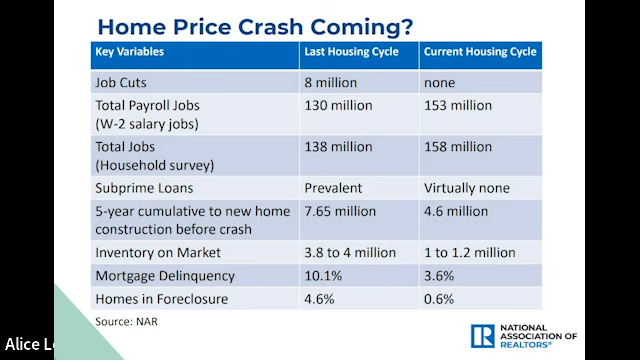 Home Price Crash Coming?
Key Variables Last Housing Cycle Current Housing Cycle
Job Cuts 8 million none
Total Payroll Jobs 130 million 153 million
(W-2 salary jobs)
Total Jobs 138 million 158 million
(Household survey)
Subprime Loans Prevalent Virtually none
5-year cumulative to new home 7.65 million 4.6 million
construction before crash
Inventory on Market 3.8 to 4 million 1 to 1.2 million
Mortgage Delinquency 10.1% 3.6%
Homes in Foreclosure 4.6% 0.6%
Source: NAR
R
REALTOR®
NATIONAL
ASSOCIATION OF
REALTORS®
Alice